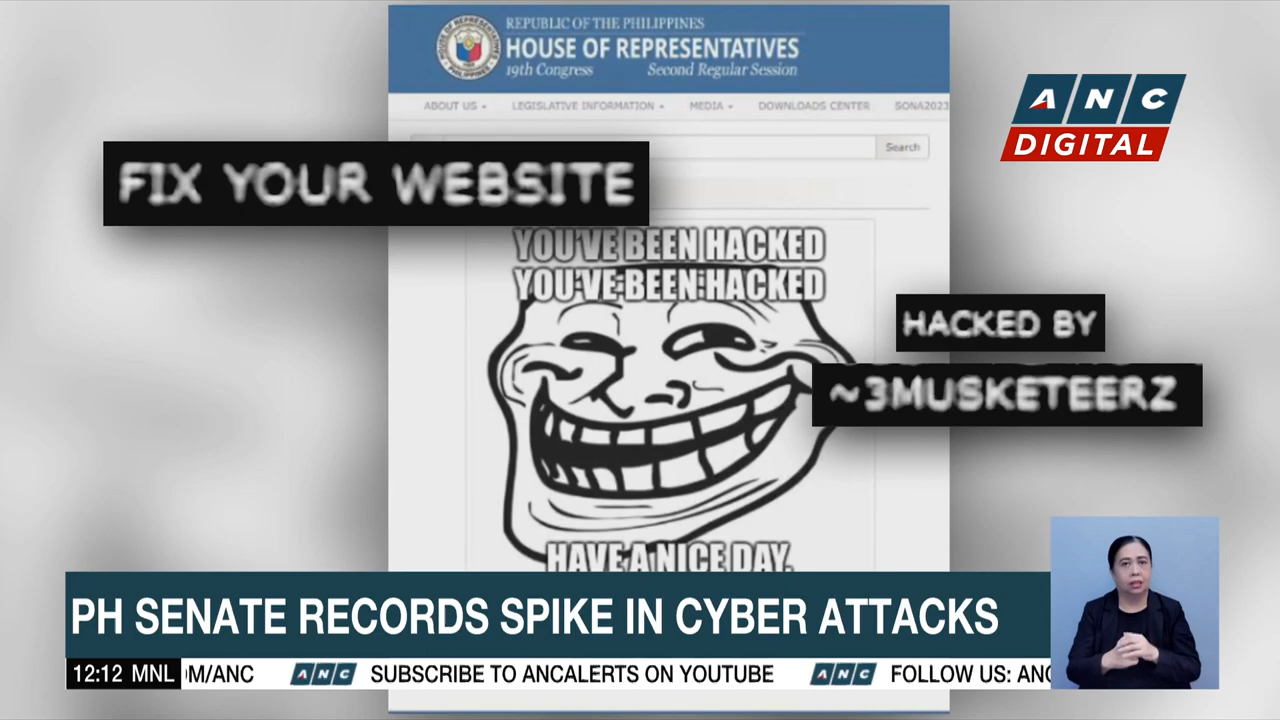 REPUBLIC OF THE PHILIPPINES
HOUSE OF REPRESENTATIVES
19th Congress Second Regular Session
ABOUT US LEGISLATIVE INFORMATION MEDIA DOWNLOADS CENTER SONA2023
Search
ANC
DIGITAL
FIX YOUR WEBSITE
YOU'VE BEEN HACKED
YOU'VE BEEN HACKED
HACKED BY
~3MUSKETEERZ
HAVE A NICE DAY.
PH SENATE RECORDS SPIKE IN CYBER ATTACKS
12:12 MNL M/ANC ANC SUBSCRIBE TO ANCALERTS ON YOUTUBE ANC FOLLOW US: ANC